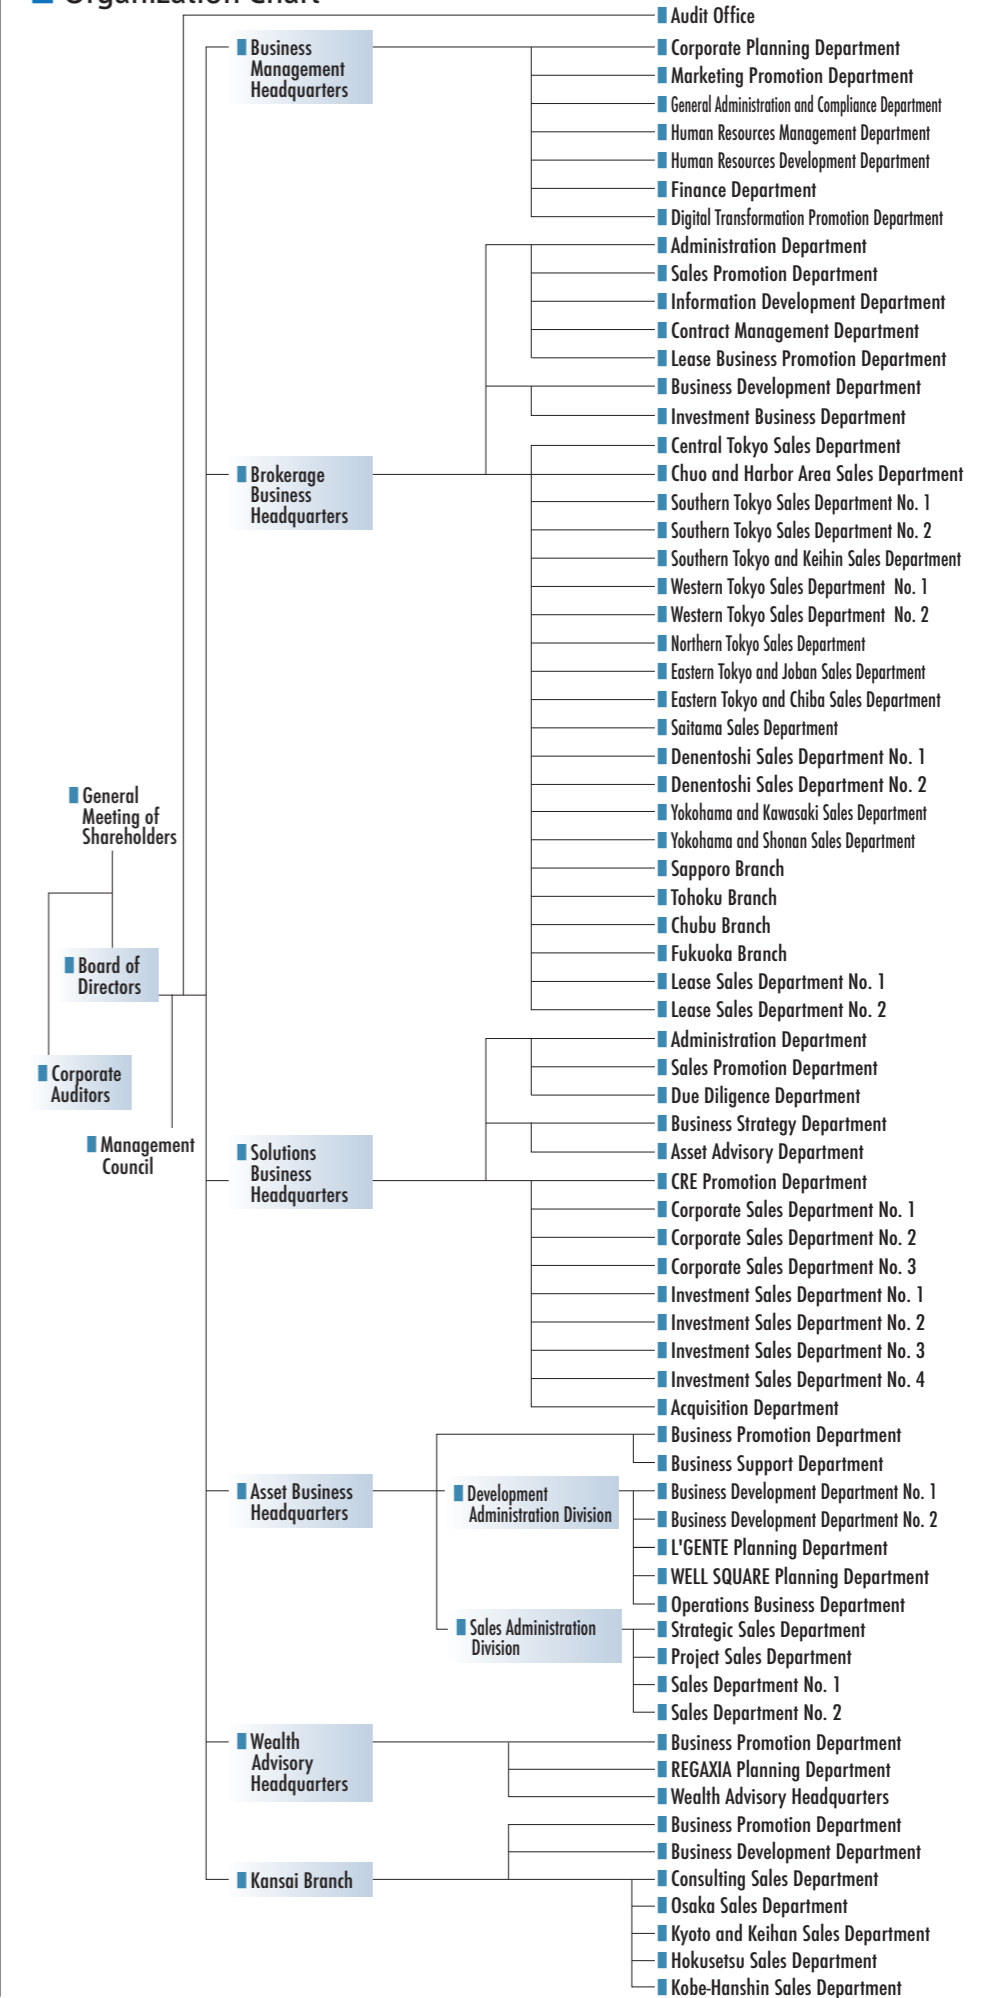 Organization Chart
Audit Office
Business
Management
Headquarters
Corporate Planning Department
Marketing Promotion Department
General Administration and Compliance Department
Human Resources Management Department
Human Resources Development Department
Finance Department
Digital Transformation Promotion Department
Administration Department
Sales Promotion Department
Information Development Department
Contract Management Department
Lease Business Promotion Department
Business Development Department
Investment Business Department
Brokerage
Business
Headquarters
Central Tokyo Sales Department
Chuo and Harbor Area Sales Department
Southern Tokyo Sales Department No. 1
Southern Tokyo Sales Department No. 2
Southern Tokyo and Keihin Sales Department
Western Tokyo Sales Department No. 1
Western Tokyo Sales Department No. 2
Northern Tokyo Sales Department
Eastern Tokyo and Joban Sales Department
Eastern Tokyo and Chiba Sales Department
Saitama Sales Department
Denentoshi Sales Department No. 1
Denentoshi Sales Department No. 2
Yokohama and Kawasaki Sales Department
Yokohama and Shonan Sales Department
Sapporo Branch
Tohoku Branch
Chubu Branch
Fukuoka Branch
Lease Sales Department No. 1
Lease Sales Department No. 2
General
Meeting of
Shareholders
Board of
Directors
Corporate
Auditors
Management
Council
Solutions
Business
Headquarters
Administration Department
Sales Promotion Department
Due Diligence Department
Business Strategy Department
Asset Advisory Department
CRE Promotion Department
Corporate Sales Department No. 1
Corporate Sales Department No. 2
Corporate Sales Department No. 3
Investment Sales Department No. 1
Investment Sales Department No. 2
Investment Sales Department No. 3
Investment Sales Department No. 4
Acquisition Department
Asset Business
Headquarters
Business Promotion Department
Business Support Department
Development
Administration Division
Business Development Department No. 1
Business Development Department No. 2
L'GENTE Planning Department
WELL SQUARE Planning Department
Operations Business Department
Sales Administration
Division
Strategic Sales Department
Project Sales Department
Sales Department No. 1
Sales Department No. 2
Wealth
Advisory
Headquarters
Business Promotion Department
REGAXIA Planning Department
Wealth Advisory Headquarters
Kansai Branch
Business Promotion Department
Business Development Department
Consulting Sales Department
Osaka Sales Department
Kyoto and Keihan Sales Department
Hokusetsu Sales Department
Kobe-Hanshin Sales Department